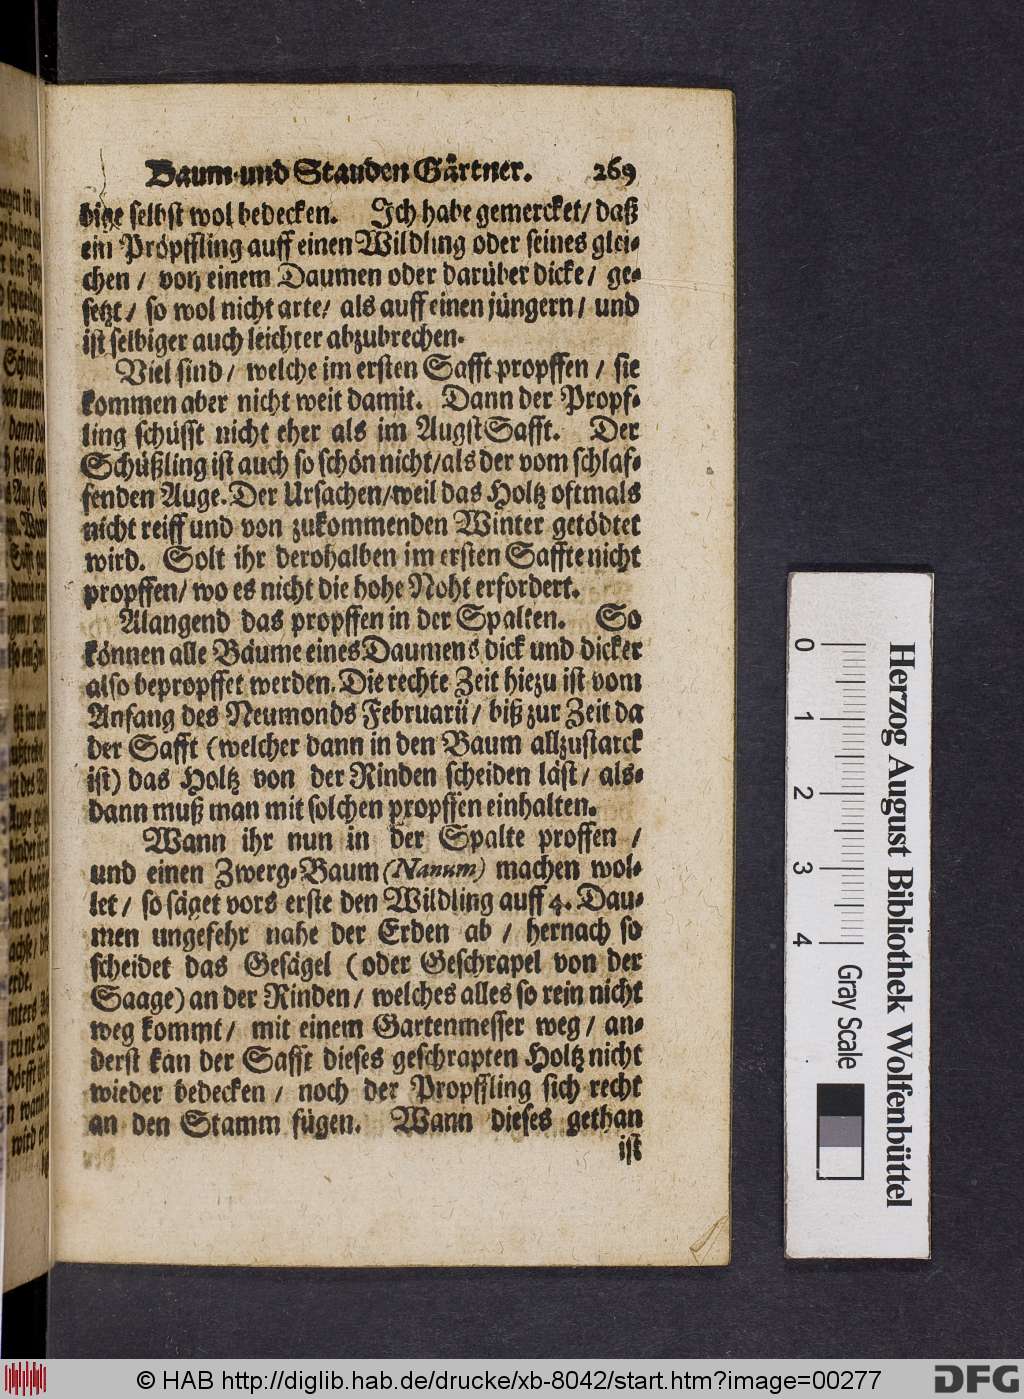 Baum und Stauden Gärtner. 269
bige selbst wol bedecken. Ich habe gemercket/ daß
ein Pröpffling auff einen Wildling oder seines glei-
chen / von einem Daumen oder darüber dicke/ ge-
setzt/ so wol nicht arte/ als auff einen jüngern/ und
ist selbiger auch leichter abzubrechen.
Viel sind/ welche im ersten Safft propffen / sie
kommen aber nicht weit damit. Dann der Propf-
ling schüsst nicht eher als im AugstSafft. Der
Schüßling ist auch so schön nicht/als der vom schlaf-
fenden Auge. Der Ursachen/weil das Holtz oftmals
nicht reiff und von zukommenden Winter getödtet
wird. Solt ihr derohalben im ersten Saffte nicht
propffen/ wo es nicht die hohe Noht erfordert.
Alangend das propffen in der Spalten. So
können alle Bäume eines Daumens dick und dicker
also bepropffet werden. Die rechte Zeit hiezu ist vom
Anfang des Neumonds Februarii/ biß zur Zeit da
der Safft (welcher dann in den Baum allzustarck
ist) das Holtz von der Rinden scheiden läst/ als-
dann muß man mit solchen propffen einhalten.
Wann ihr nun in der Spalte proffen /
und einen Zwerg-Baum (Nanum) machen wol-
let/ so säget vors erste den Wildling auff 4. Dau-
men ungefehr nahe der Erden ab / hernach so
scheidet das Gesägel (oder Geschrapel von der
Saage) an der Rinden/ welches alles so rein nicht
weg kommt/ mit einem Gartenmesser weg/ an-
derst kan der Safft dieses geschrapten Holtz nicht
wieder bedecken / noch der Propffling sich recht
an den Stamm fügen. Wann dieses gethan
ist
0 1 2 3 4 Gray Scale
Herzog August Bibliothek Wolfenbüttel
© HAB http://diglib.hab.de/drucke/xb-8042/start.htm?image=00277
DFG